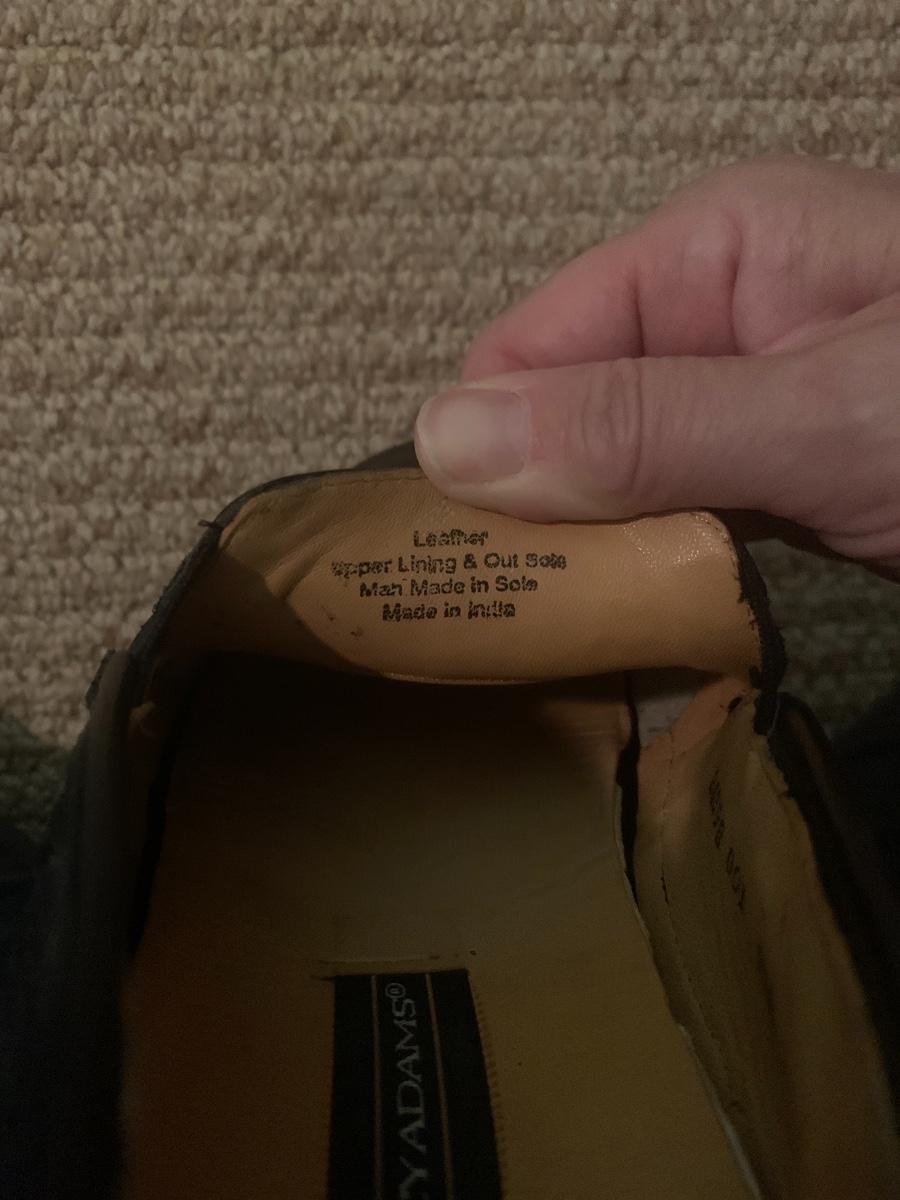 Leather
Upper Lining & Out Sole
Man Made in Sole
Made in India
Y ADAMS®